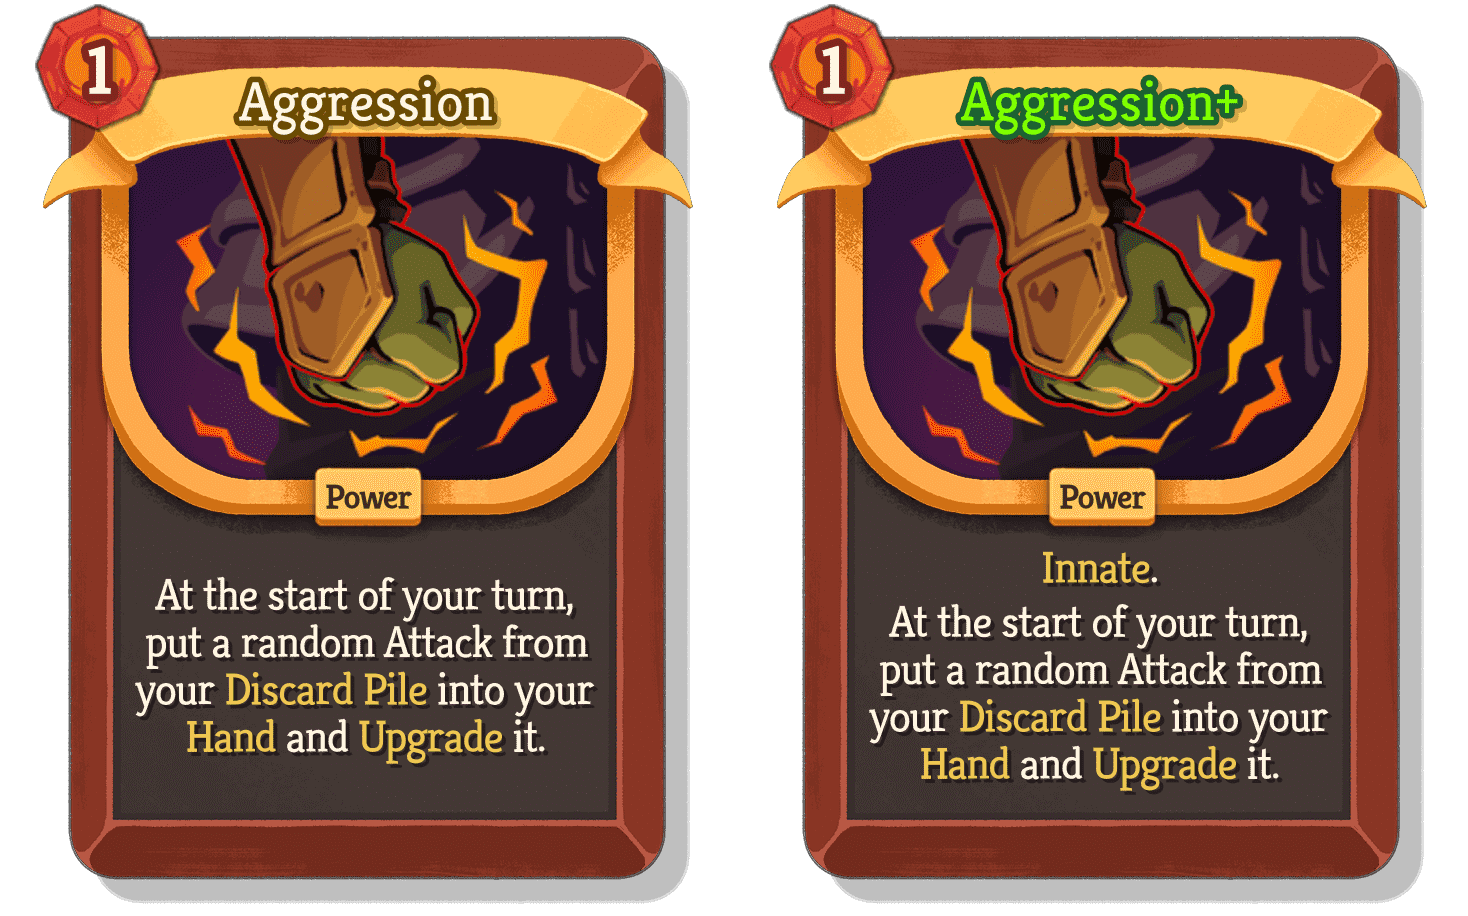 1
Aggression
Power
At the start of your turn,
put a random Attack from
your Discard Pile into your
Hand and Upgrade it.
1
Aggression+
Power
Innate.
At the start of your turn,
put a random Attack from
your Discard Pile into your
Hand and Upgrade it.